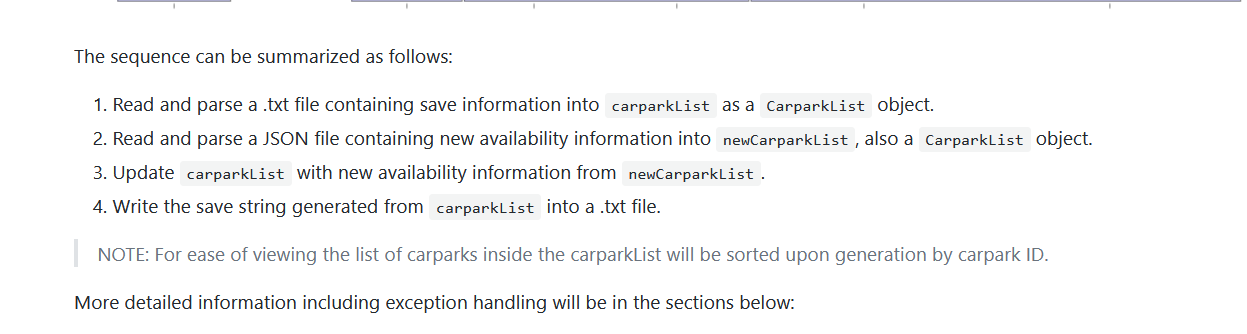 The sequence can be summarized as follows:
1. Read and parse a .txt file containing save information into carparkList as a CarparkList object.
2. Read and parse a JSON file containing new availability information into newCarparkList , also a CarparkList object.
3. Update carparkList with new availability information from newCarparkList .
4. Write the save string generated from carparkList into a .txt file.
NOTE: For ease of viewing the list of carparks inside the carparkList will be sorted upon generation by carpark ID.
More detailed information including exception handling will be in the sections below: